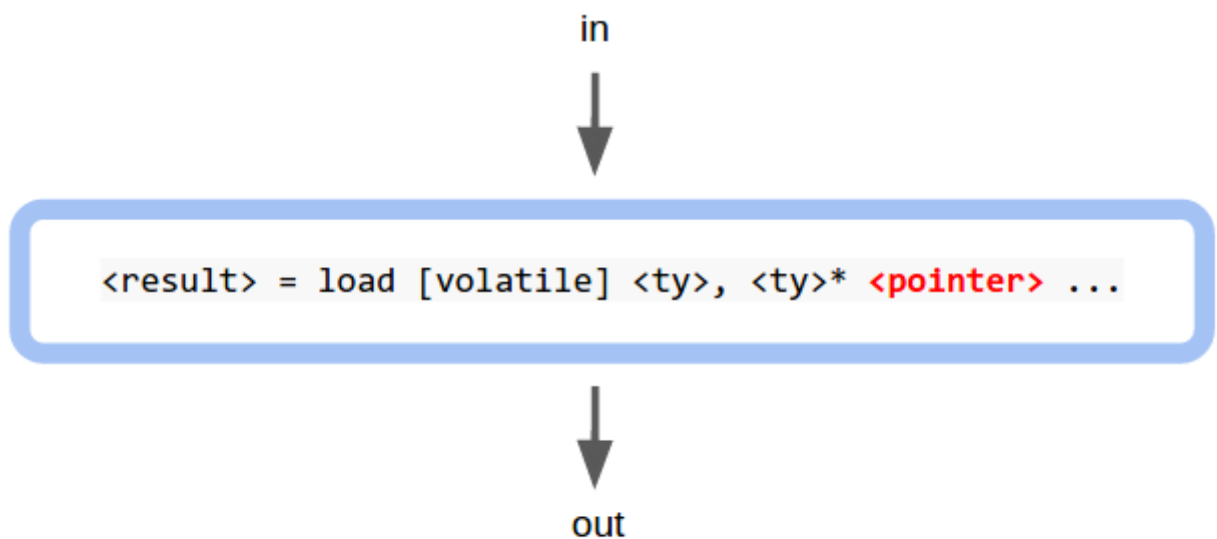 in
<result> = load [volatile] <ty>, <ty>* <pointer> ...
out